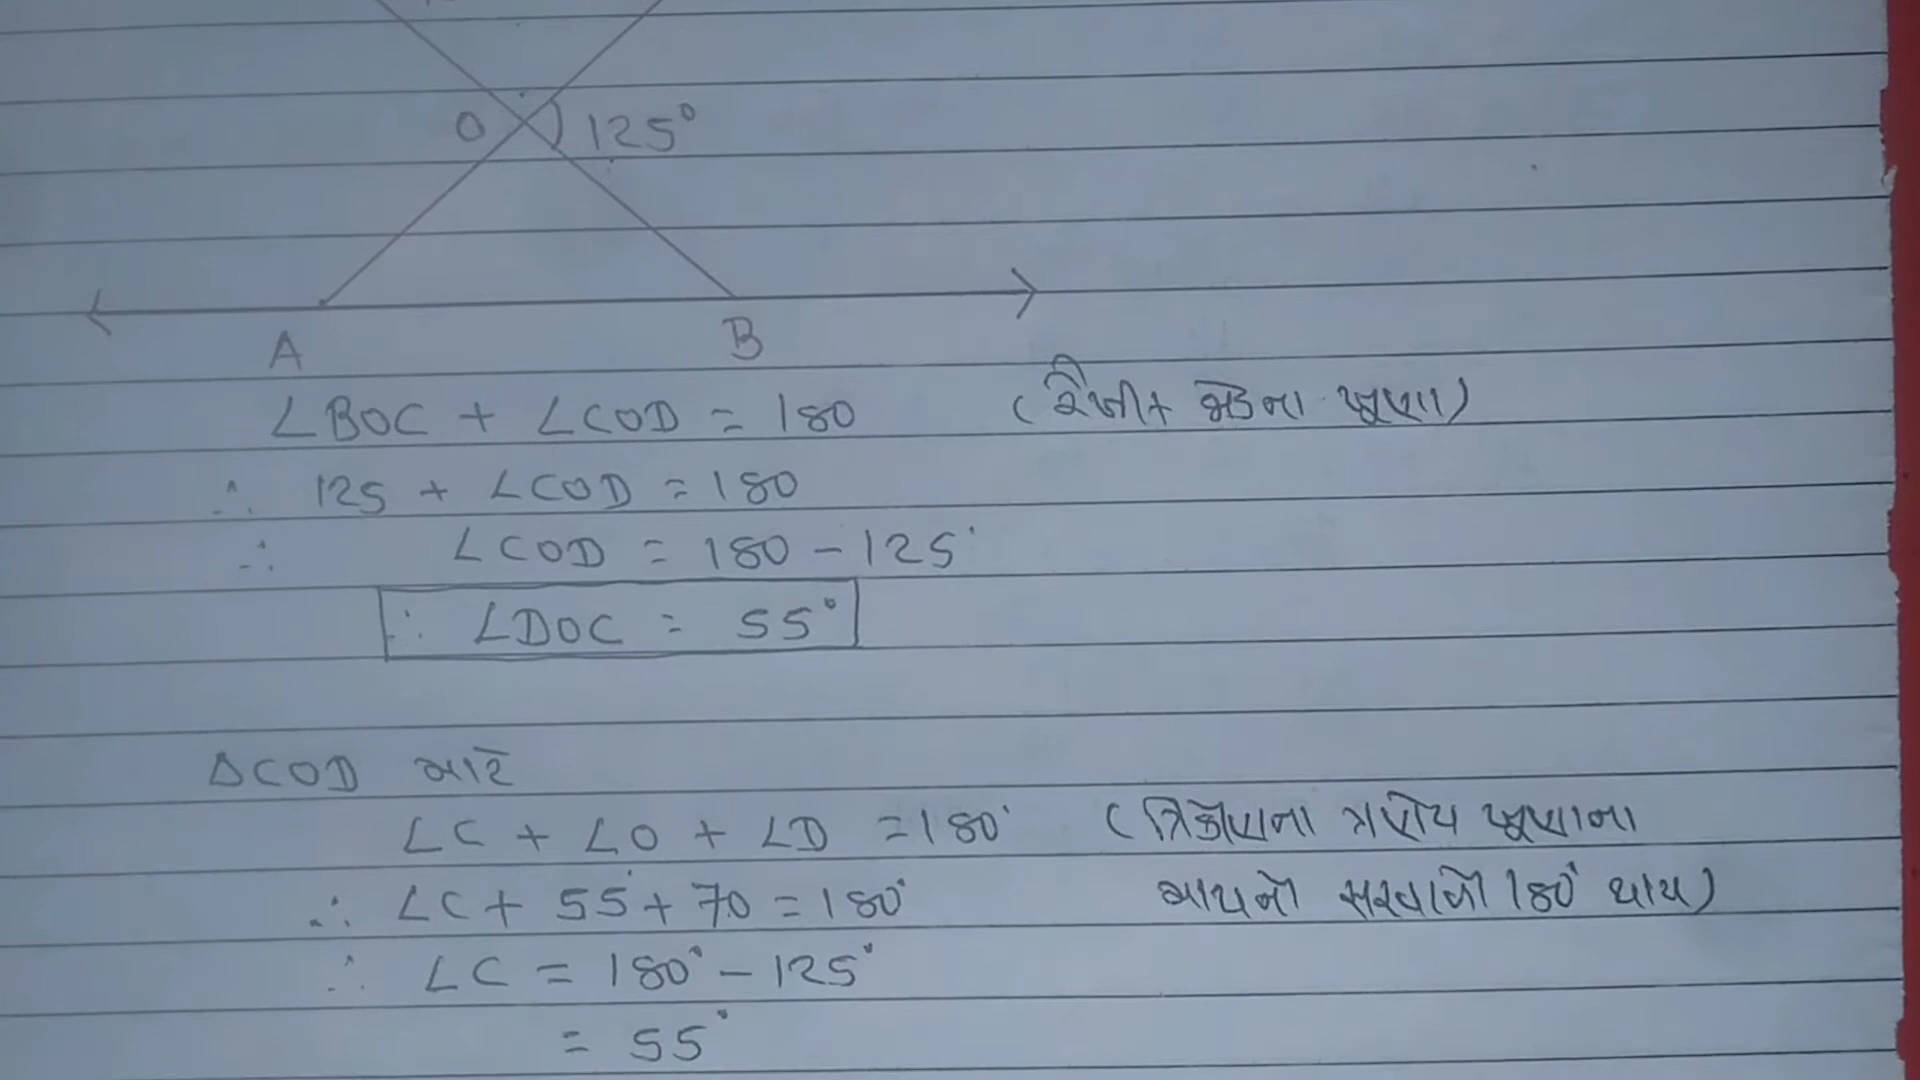 O 125°
A B
∠BOC + ∠COD = 180 (રૈખીક જોડના ખૂણા)
∴ 125 + ∠COD = 180
∴ ∠COD = 180 - 125°
∴ ∠DOC = 55°
ΔCOD માટે
∠C + ∠O + ∠D = 180° (ત્રિકોણના ત્રણેય ખૂણાના
∴ ∠C + 55 + 70 = 180° માપનો સરવાળો 180° થાય)
∴ ∠C = 180° - 125°
= 55°